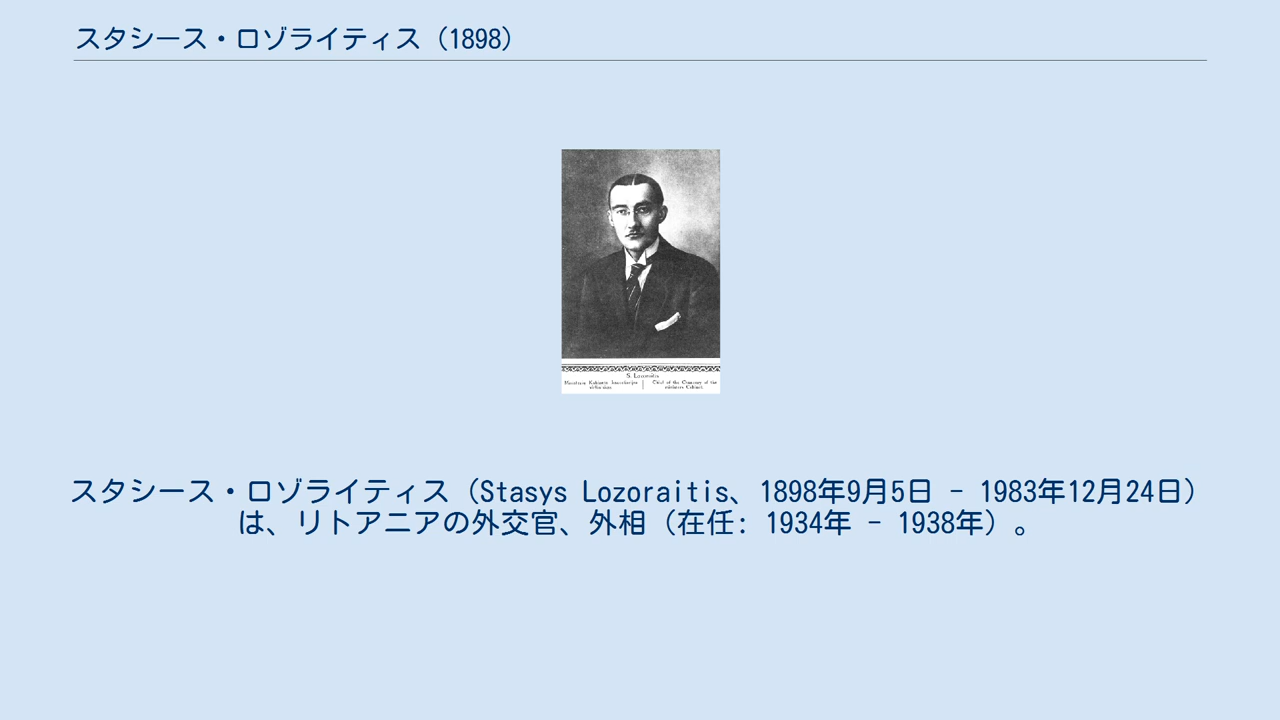 スタシース・ロゾライティス（1898）
S. Lozoraitis
Chief of the Chancery of the
ministers Cabinet.
スタシース・ロゾライティス（Stasys Lozoraitis、1898年9月5日 - 1983年12月24日）
は、リトアニアの外交官、外相（在任: 1934年 - 1938年）。